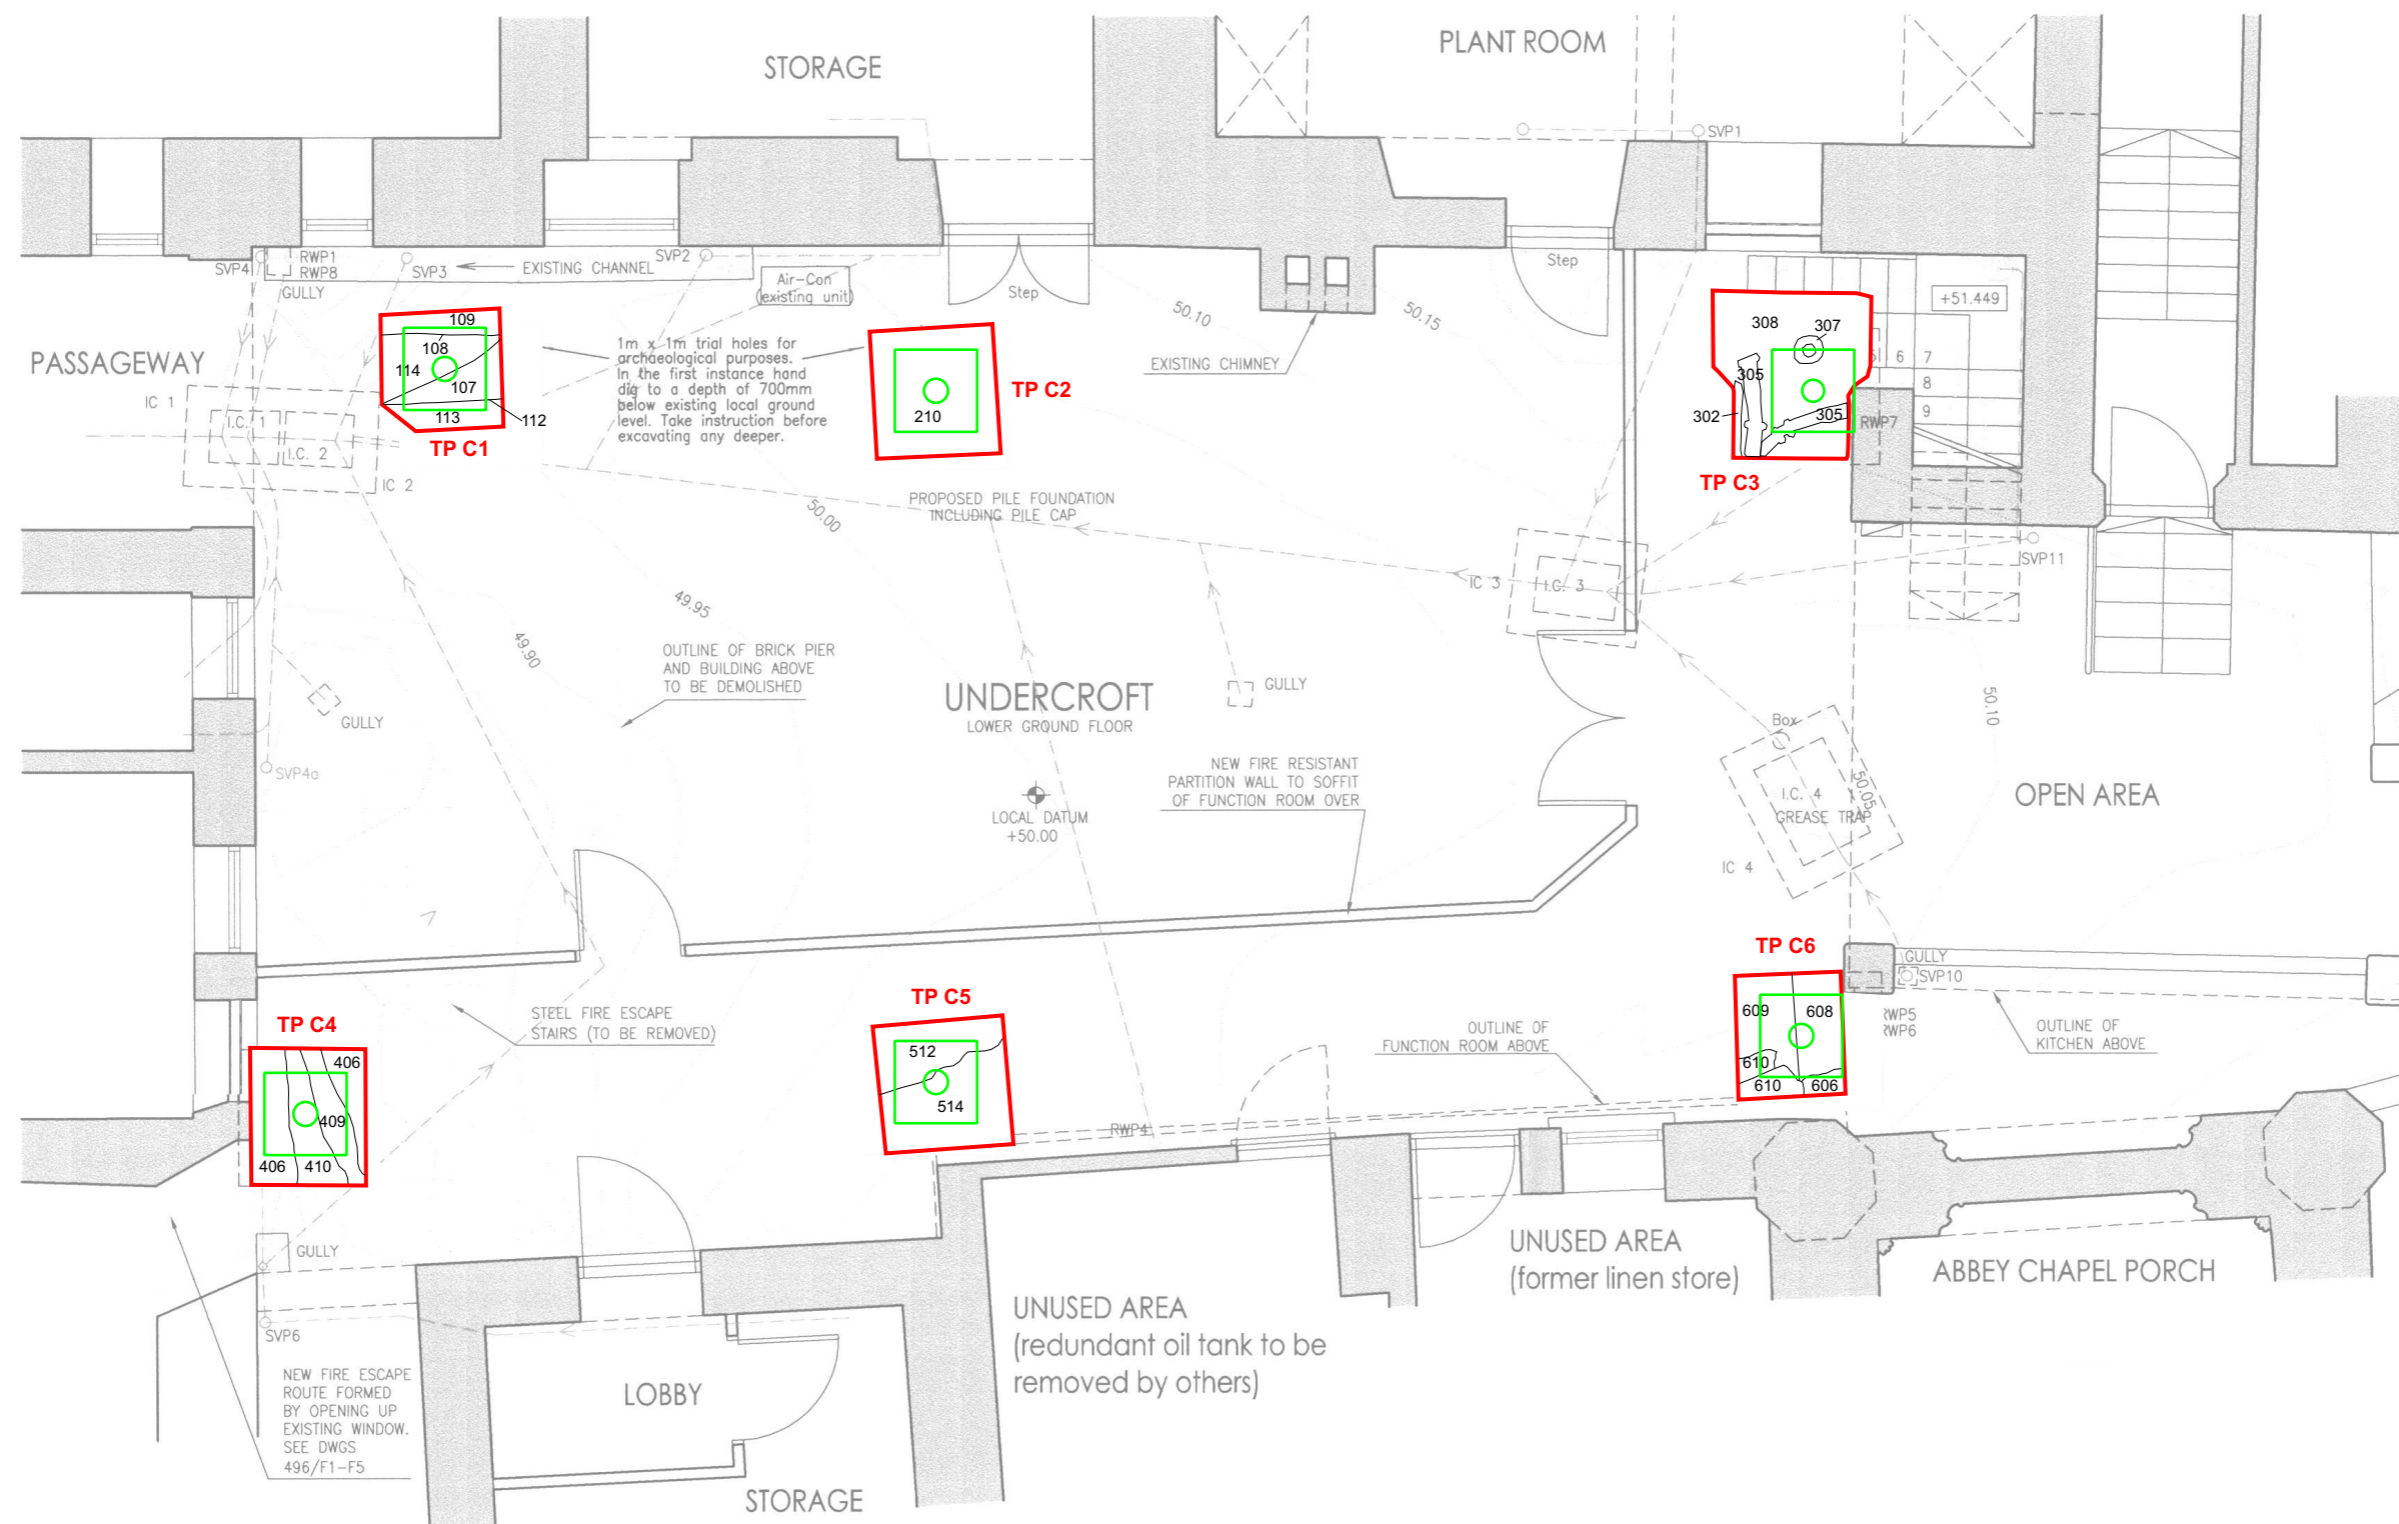 STORAGE
PLANT ROOM
SVP1
SVP4
RWP1
RWP8
GULLY
SVP3
EXISTING CHANNEL
SVP2
Air-Con
(existing unit)
Step
50.10
50.15
EXISTING CHIMNEY
Step
+51.449
PASSAGEWAY
109
108
114
107
113
112
TP C1
1m x 1m trial holes for
archaeological purposes.
In the first instance hand
dig to a depth of 700mm
below existing local ground
level. Take instruction before
excavating any deeper.
210
TP C2
308
307
305
302
305
TP C3
6
7
8
9
RWP7
IC 1
I.C. 1
I.C. 2
IC 2
PROPOSED PILE FOUNDATION
INCLUDING PILE CAP
50.00
49.95
49.90
IC 3
I.C. 3
SVP11
OUTLINE OF BRICK PIER
AND BUILDING ABOVE
TO BE DEMOLISHED
UNDERCROFT
LOWER GROUND FLOOR
GULLY
GULLY
SVP4a
50.10
Box
50.05
I.C. 4
GREASE TRAP
IC 4
OPEN AREA
NEW FIRE RESISTANT
PARTITION WALL TO SOFFIT
OF FUNCTION ROOM OVER
LOCAL DATUM
+50.00
TP C6
609
608
610
610
606
GULLY
SVP10
RWP5
RWP6
OUTLINE OF
KITCHEN ABOVE
TP C4
406
409
406
410
STEEL FIRE ESCAPE
STAIRS (TO BE REMOVED)
TP C5
512
514
OUTLINE OF
FUNCTION ROOM ABOVE
RWP4
GULLY
SVP6
UNUSED AREA
(former linen store)
ABBEY CHAPEL PORCH
UNUSED AREA
(redundant oil tank to be
removed by others)
NEW FIRE ESCAPE
ROUTE FORMED
BY OPENING UP
EXISTING WINDOW.
SEE DWGS
496/F1-F5
LOBBY
STORAGE